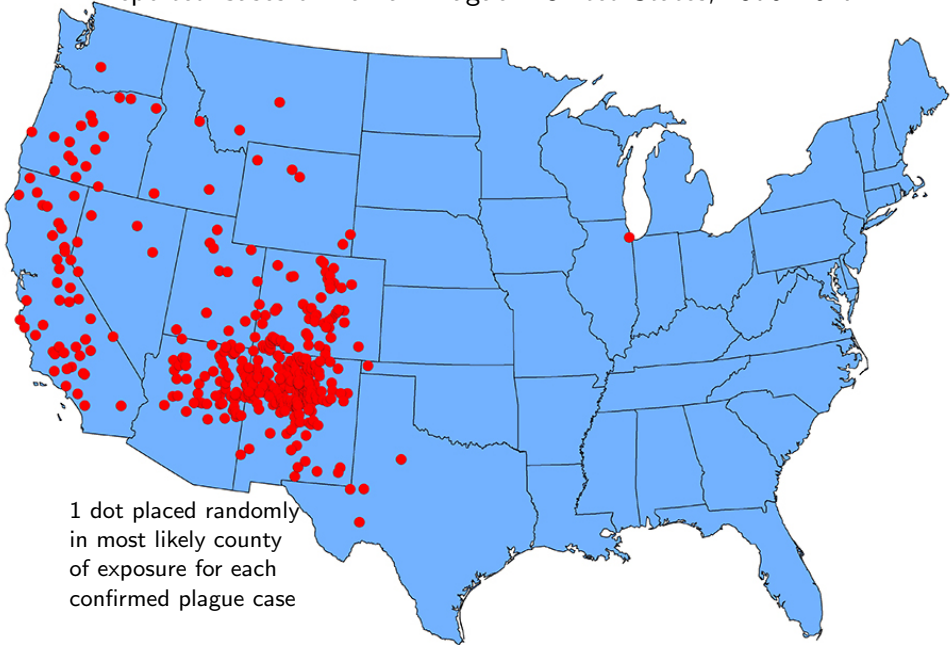 1 dot placed randomly
in most likely county
of exposure for each
confirmed plague case